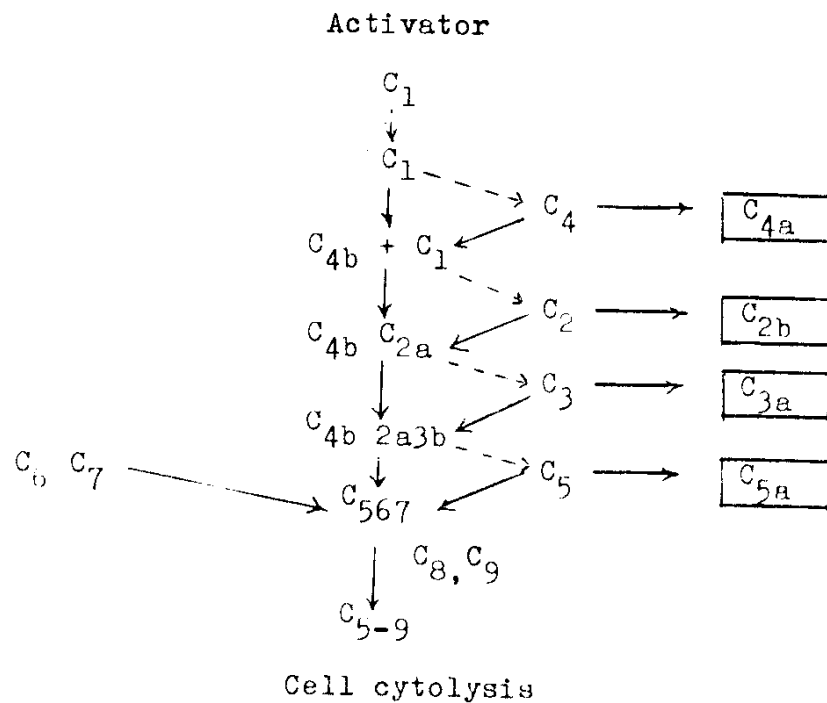 Activator
C1
C1
C4
C4a
C4b + C1
C2
C2b
C4b C2a
C3
C3a
C4b 2a3b
C6 C7
C5
C5a
C567
C8, C9
C5-9
Cell cytolysis